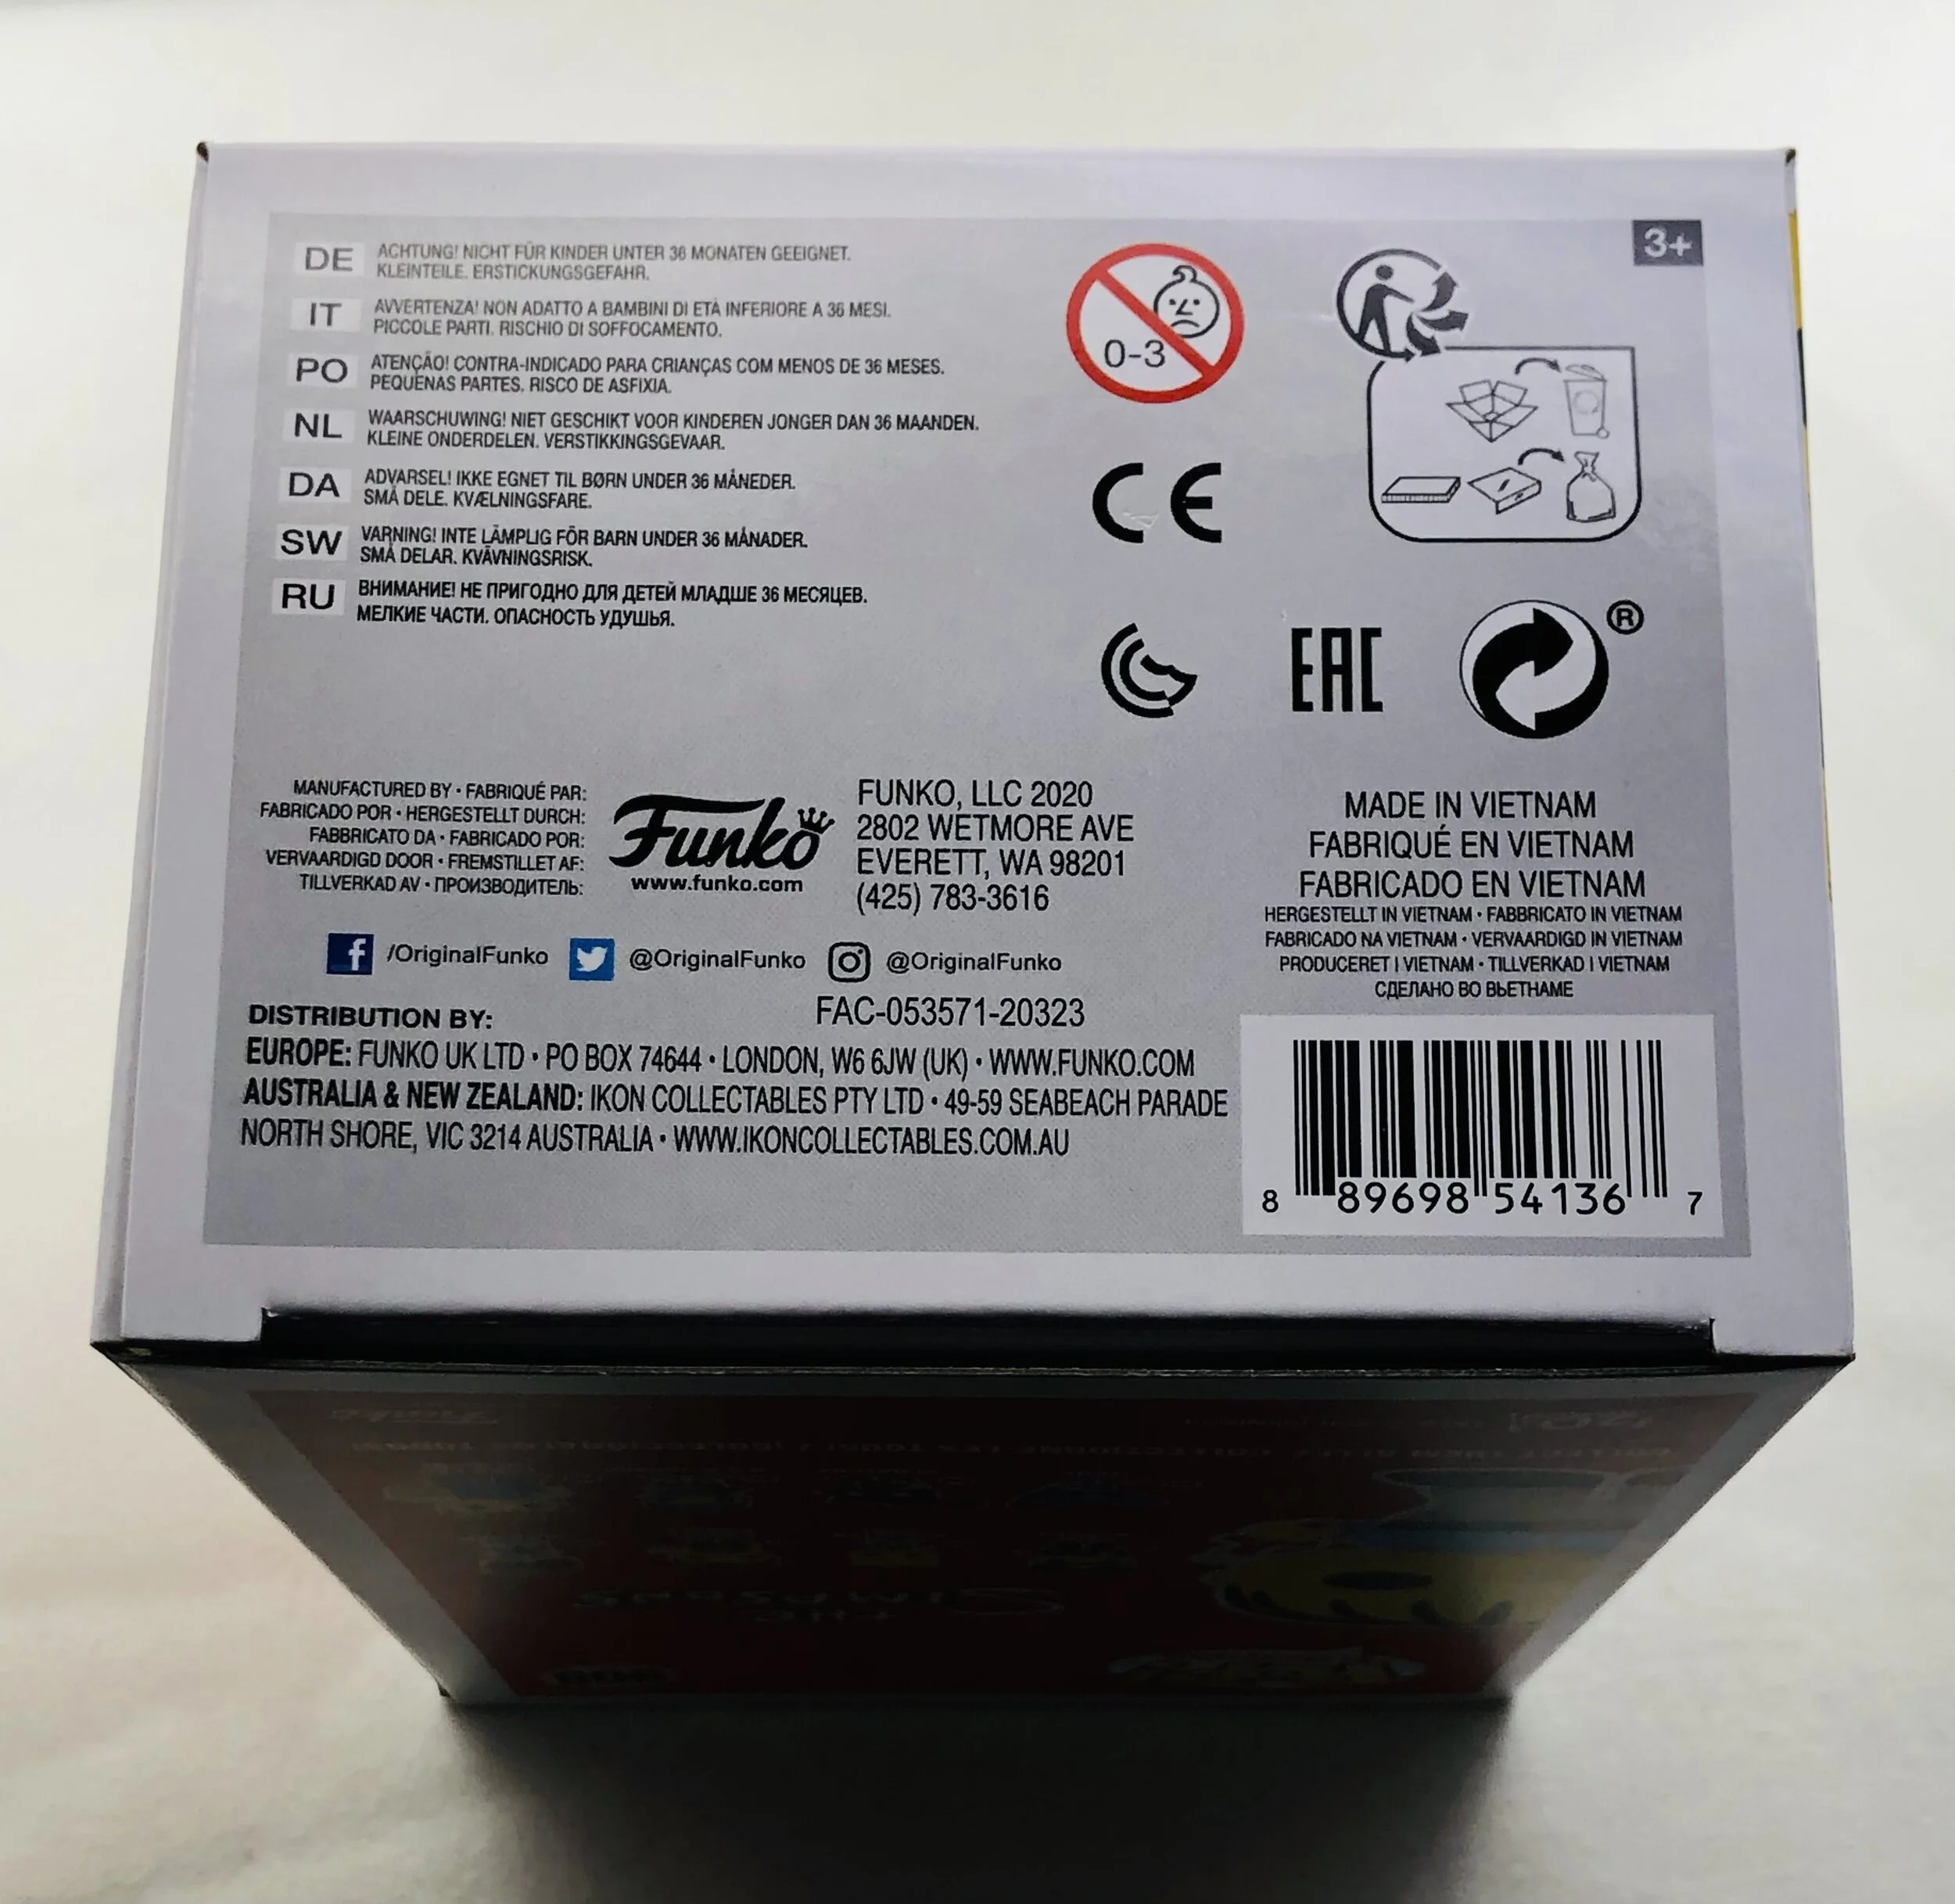 3+
DE ACHTUNG! NICHT FÜR KINDER UNTER 36 MONATEN GEEIGNET.
KLEINTEILE. ERSTICKUNGSGEFAHR.
IT AVVERTENZA! NON ADATTO A BAMBINI DI ETÀ INFERIORE A 36 MESI.
PICCOLE PARTI. RISCHIO DI SOFFOCAMENTO.
PO ATENÇÃO! CONTRA-INDICADO PARA CRIANÇAS COM MENOS DE 36 MESES.
PEQUENAS PARTES. RISCO DE ASFIXIA.
NL WAARSCHUWING! NIET GESCHIKT VOOR KINDEREN JONGER DAN 36 MAANDEN.
KLEINE ONDERDELEN. VERSTIKKINGSGEVAAR.
DA ADVARSEL! IKKE EGNET TIL BØRN UNDER 36 MÅNEDER.
SMÅ DELE. KVÆLNINGSFARE.
SW VARNING! INTE LÄMPLIG FÖR BARN UNDER 36 MÅNADER.
SMÅ DELAR. KVÄVNINGSRISK.
RU ВНИМАНИЕ! НЕ ПРИГОДНО ДЛЯ ДЕТЕЙ МЛАДШЕ 36 МЕСЯЦЕВ.
МЕЛКИЕ ЧАСТИ. ОПАСНОСТЬ УДУШЬЯ.
0-3
CE
EAC
®
MANUFACTURED BY • FABRIQUÉ PAR:
FABRICADO POR • HERGESTELLT DURCH:
FABBRICATO DA • FABRICADO POR:
VERVAARDIGD DOOR • FREMSTILLET AF:
TILLVERKAD AV • ПРОИЗВОДИТЕЛЬ:
Funko
www.funko.com
FUNKO, LLC 2020
2802 WETMORE AVE
EVERETT, WA 98201
(425) 783-3616
/OriginalFunko @OriginalFunko @OriginalFunko
FAC-053571-20323
DISTRIBUTION BY:
EUROPE: FUNKO UK LTD • PO BOX 74644 • LONDON, W6 6JW (UK) • WWW.FUNKO.COM
AUSTRALIA & NEW ZEALAND: IKON COLLECTABLES PTY LTD • 49-59 SEABEACH PARADE
NORTH SHORE, VIC 3214 AUSTRALIA • WWW.IKONCOLLECTABLES.COM.AU
MADE IN VIETNAM
FABRIQUÉ EN VIETNAM
FABRICADO EN VIETNAM
HERGESTELLT IN VIETNAM • FABBRICATO IN VIETNAM
FABRICADO NA VIETNAM • VERVAARDIGD IN VIETNAM
PRODUCERET I VIETNAM • TILLVERKAD I VIETNAM
СДЕЛАНО ВО ВЬЕТНАМЕ
8 89698 54136 7
THE
SIMPSONS